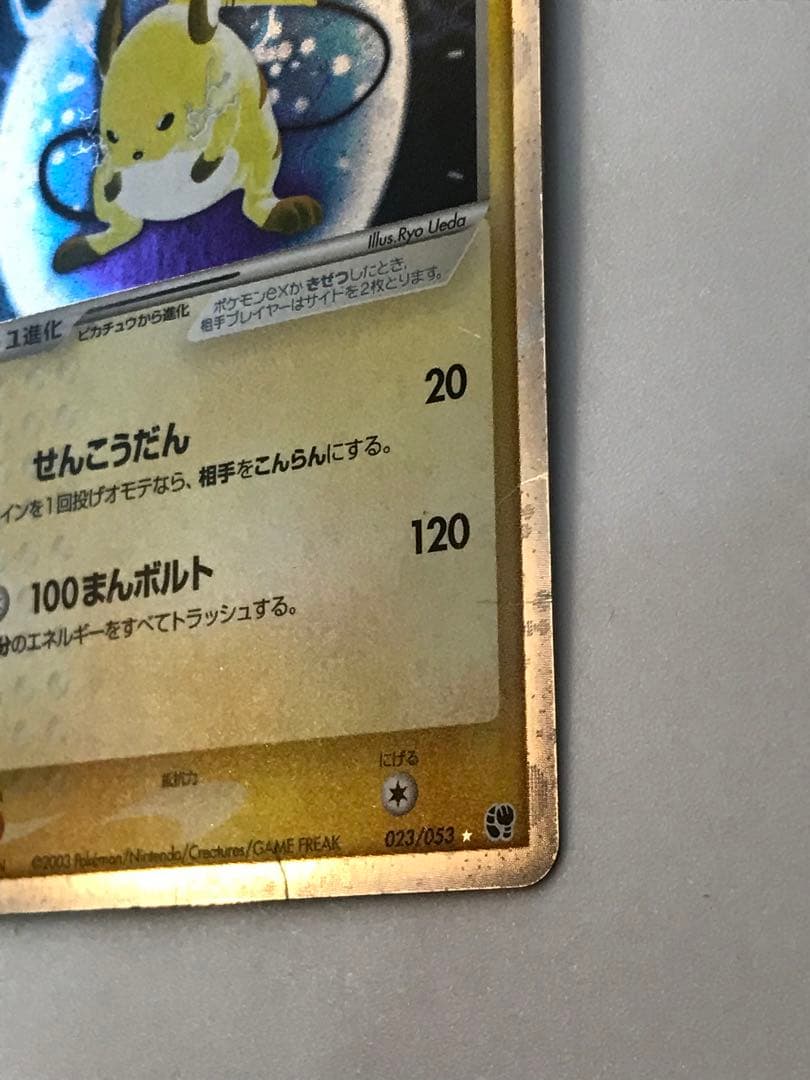 Illus.Ryo Ueda
ュ進化
ピカチュウから進化
ポケモンexがきぜつしたとき、
相手プレイヤーはサイドを2枚とります。
せんこうだん 20
インを1回投げオモテなら、相手をこんらんにする。
100まんボルト 120
分のエネルギーをすべてトラッシュする。
抵抗力
にげる
©2003 Pokémon/Nintendo/Creatures/GAME FREAK
023/053 ★